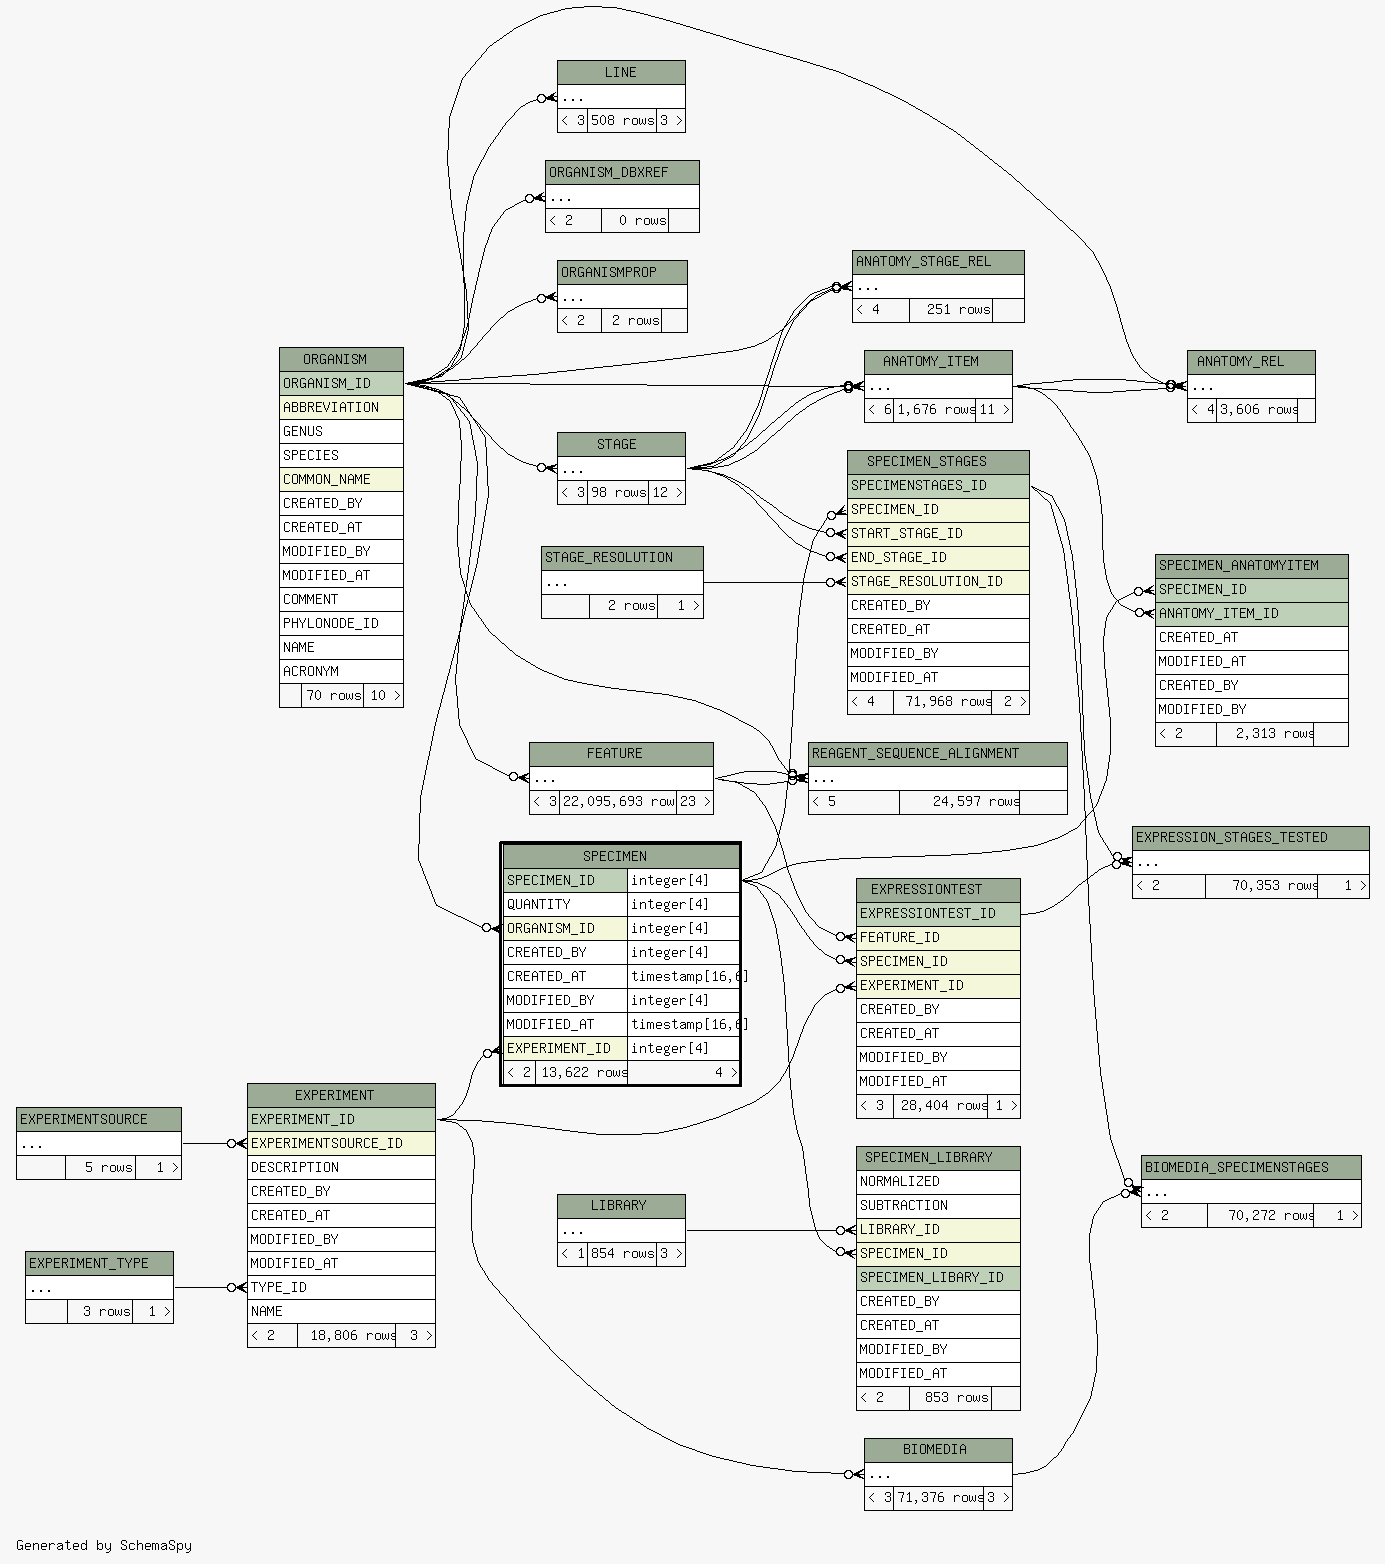 LINE
...
< 3 508 rows 3 >
ORGANISM_DBXREF
...
< 2 0 rows
ORGANISMPROP
...
< 2 2 rows
ANATOMY_STAGE_REL
...
< 4 251 rows
ORGANISM
ORGANISM_ID
ABBREVIATION
GENUS
SPECIES
COMMON_NAME
CREATED_BY
CREATED_AT
MODIFIED_BY
MODIFIED_AT
COMMENT
PHYLONODE_ID
NAME
ACRONYM
70 rows 10 >
ANATOMY_ITEM
...
< 6 1,676 rows 11 >
ANATOMY_REL
...
< 4 3,606 rows
STAGE
...
< 3 98 rows 12 >
SPECIMEN_STAGES
SPECIMENSTAGES_ID
SPECIMEN_ID
START_STAGE_ID
END_STAGE_ID
STAGE_RESOLUTION_ID
CREATED_BY
CREATED_AT
MODIFIED_BY
MODIFIED_AT
< 4 71,968 rows 2 >
STAGE_RESOLUTION
...
2 rows 1 >
SPECIMEN_ANATOMYITEM
SPECIMEN_ID
ANATOMY_ITEM_ID
CREATED_AT
MODIFIED_AT
CREATED_BY
MODIFIED_BY
< 2 2,313 rows
FEATURE
...
< 3 22,095,693 row 23 >
REAGENT_SEQUENCE_ALIGNMENT
...
< 5 24,597 rows
EXPRESSION_STAGES_TESTED
...
< 2 70,353 rows 1 >
SPECIMEN
SPECIMEN_ID integer[4]
QUANTITY integer[4]
ORGANISM_ID integer[4]
CREATED_BY integer[4]
CREATED_AT timestamp[16,6]
MODIFIED_BY integer[4]
MODIFIED_AT timestamp[16,6]
EXPERIMENT_ID integer[4]
< 2 13,622 rows 4 >
EXPRESSIONTEST
EXPRESSIONTEST_ID
FEATURE_ID
SPECIMEN_ID
EXPERIMENT_ID
CREATED_BY
CREATED_AT
MODIFIED_BY
MODIFIED_AT
< 3 28,404 rows 1 >
EXPERIMENTSOURCE
...
5 rows 1 >
EXPERIMENT
EXPERIMENT_ID
EXPERIMENTSOURCE_ID
DESCRIPTION
CREATED_BY
CREATED_AT
MODIFIED_BY
MODIFIED_AT
TYPE_ID
NAME
< 2 18,806 rows 3 >
EXPERIMENT_TYPE
...
3 rows 1 >
LIBRARY
...
< 1 854 rows 3 >
SPECIMEN_LIBRARY
NORMALIZED
SUBTRACTION
LIBRARY_ID
SPECIMEN_ID
SPECIMEN_LIBARY_ID
CREATED_BY
CREATED_AT
MODIFIED_BY
MODIFIED_AT
< 2 853 rows
BIOMEDIA_SPECIMENSTAGES
...
< 2 70,272 rows 1 >
BIOMEDIA
...
< 3 71,376 rows 3 >
Generated by SchemaSpy